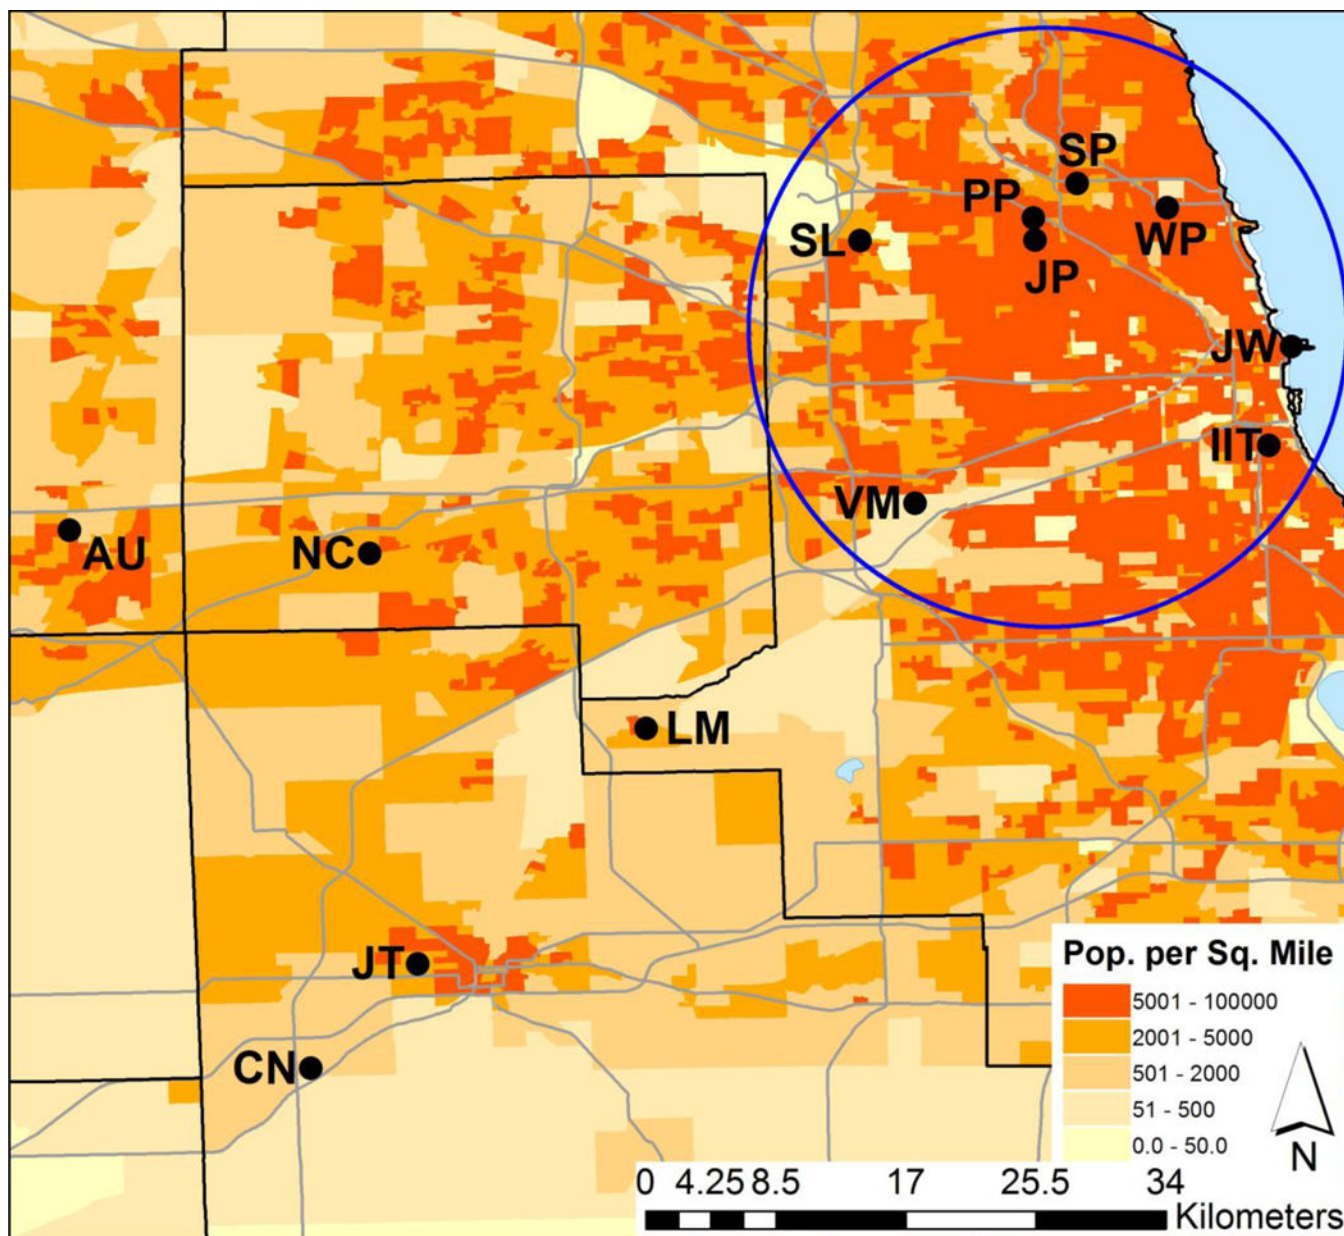 SP
PP
SL
WP
JP
JW
IIT
VM
AU
NC
LM
JT
CN
Pop. per Sq. Mile
5001 - 100000
2001 - 5000
501 - 2000
51 - 500
0.0 - 50.0
N
0 4.25 8.5 17 25.5 34
Kilometers